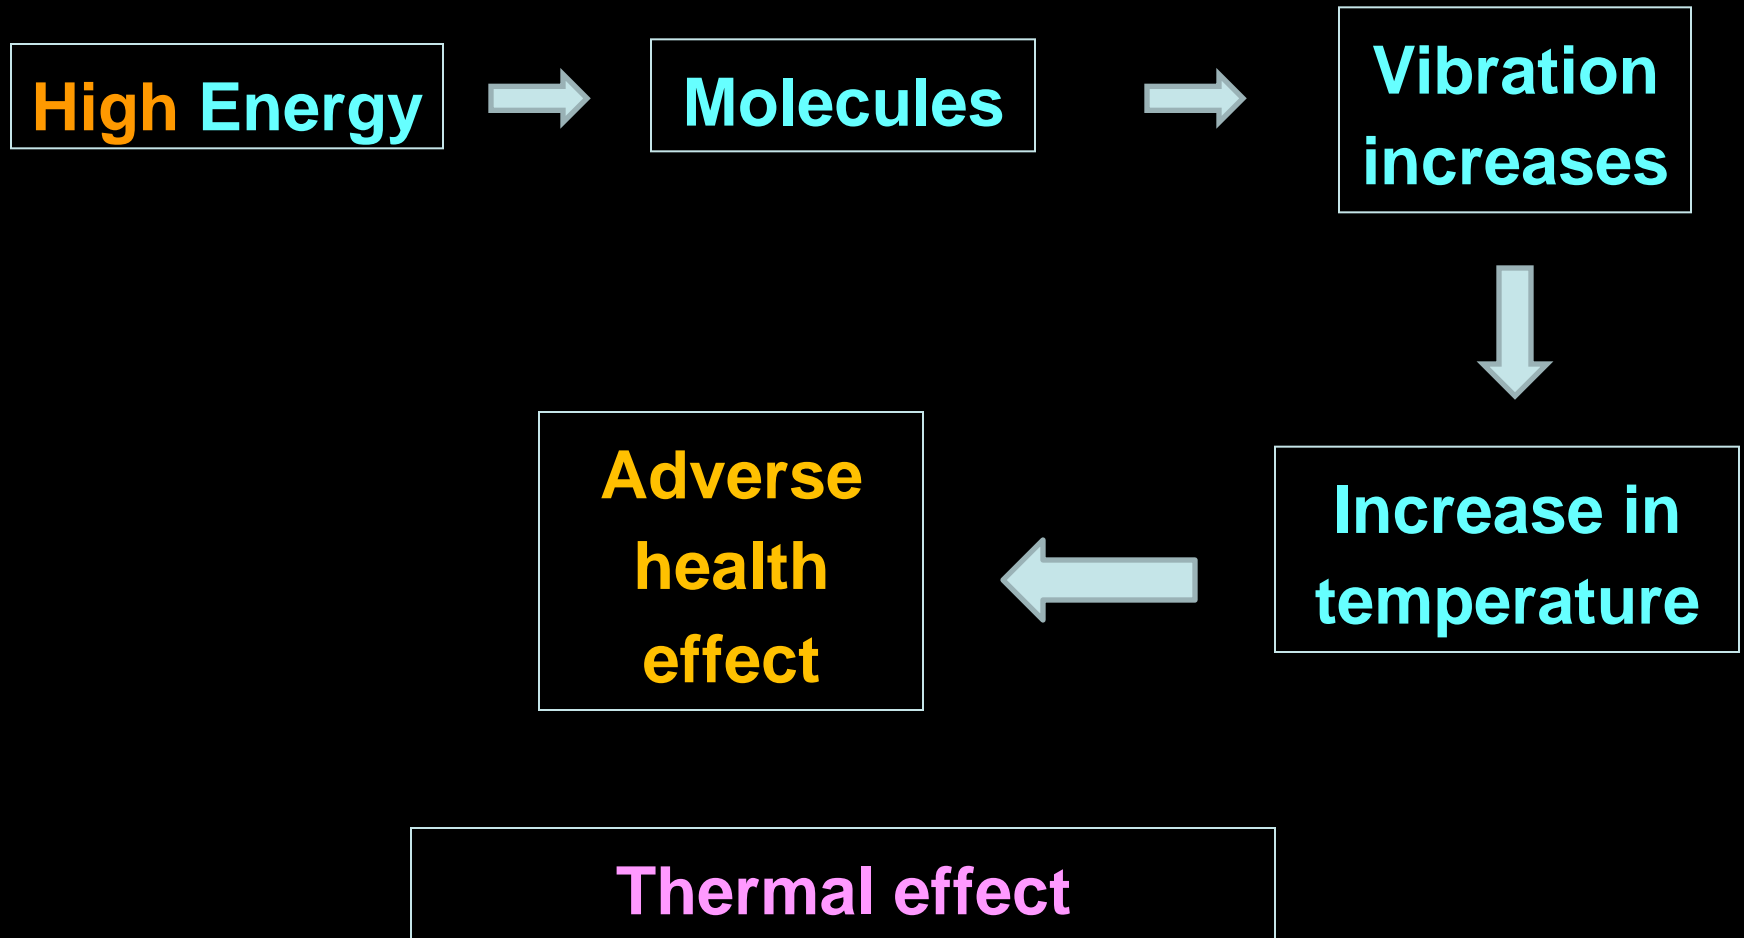 High Energy
Molecules
Vibration
increases
Increase in
temperature
Adverse
health
effect
Thermal effect